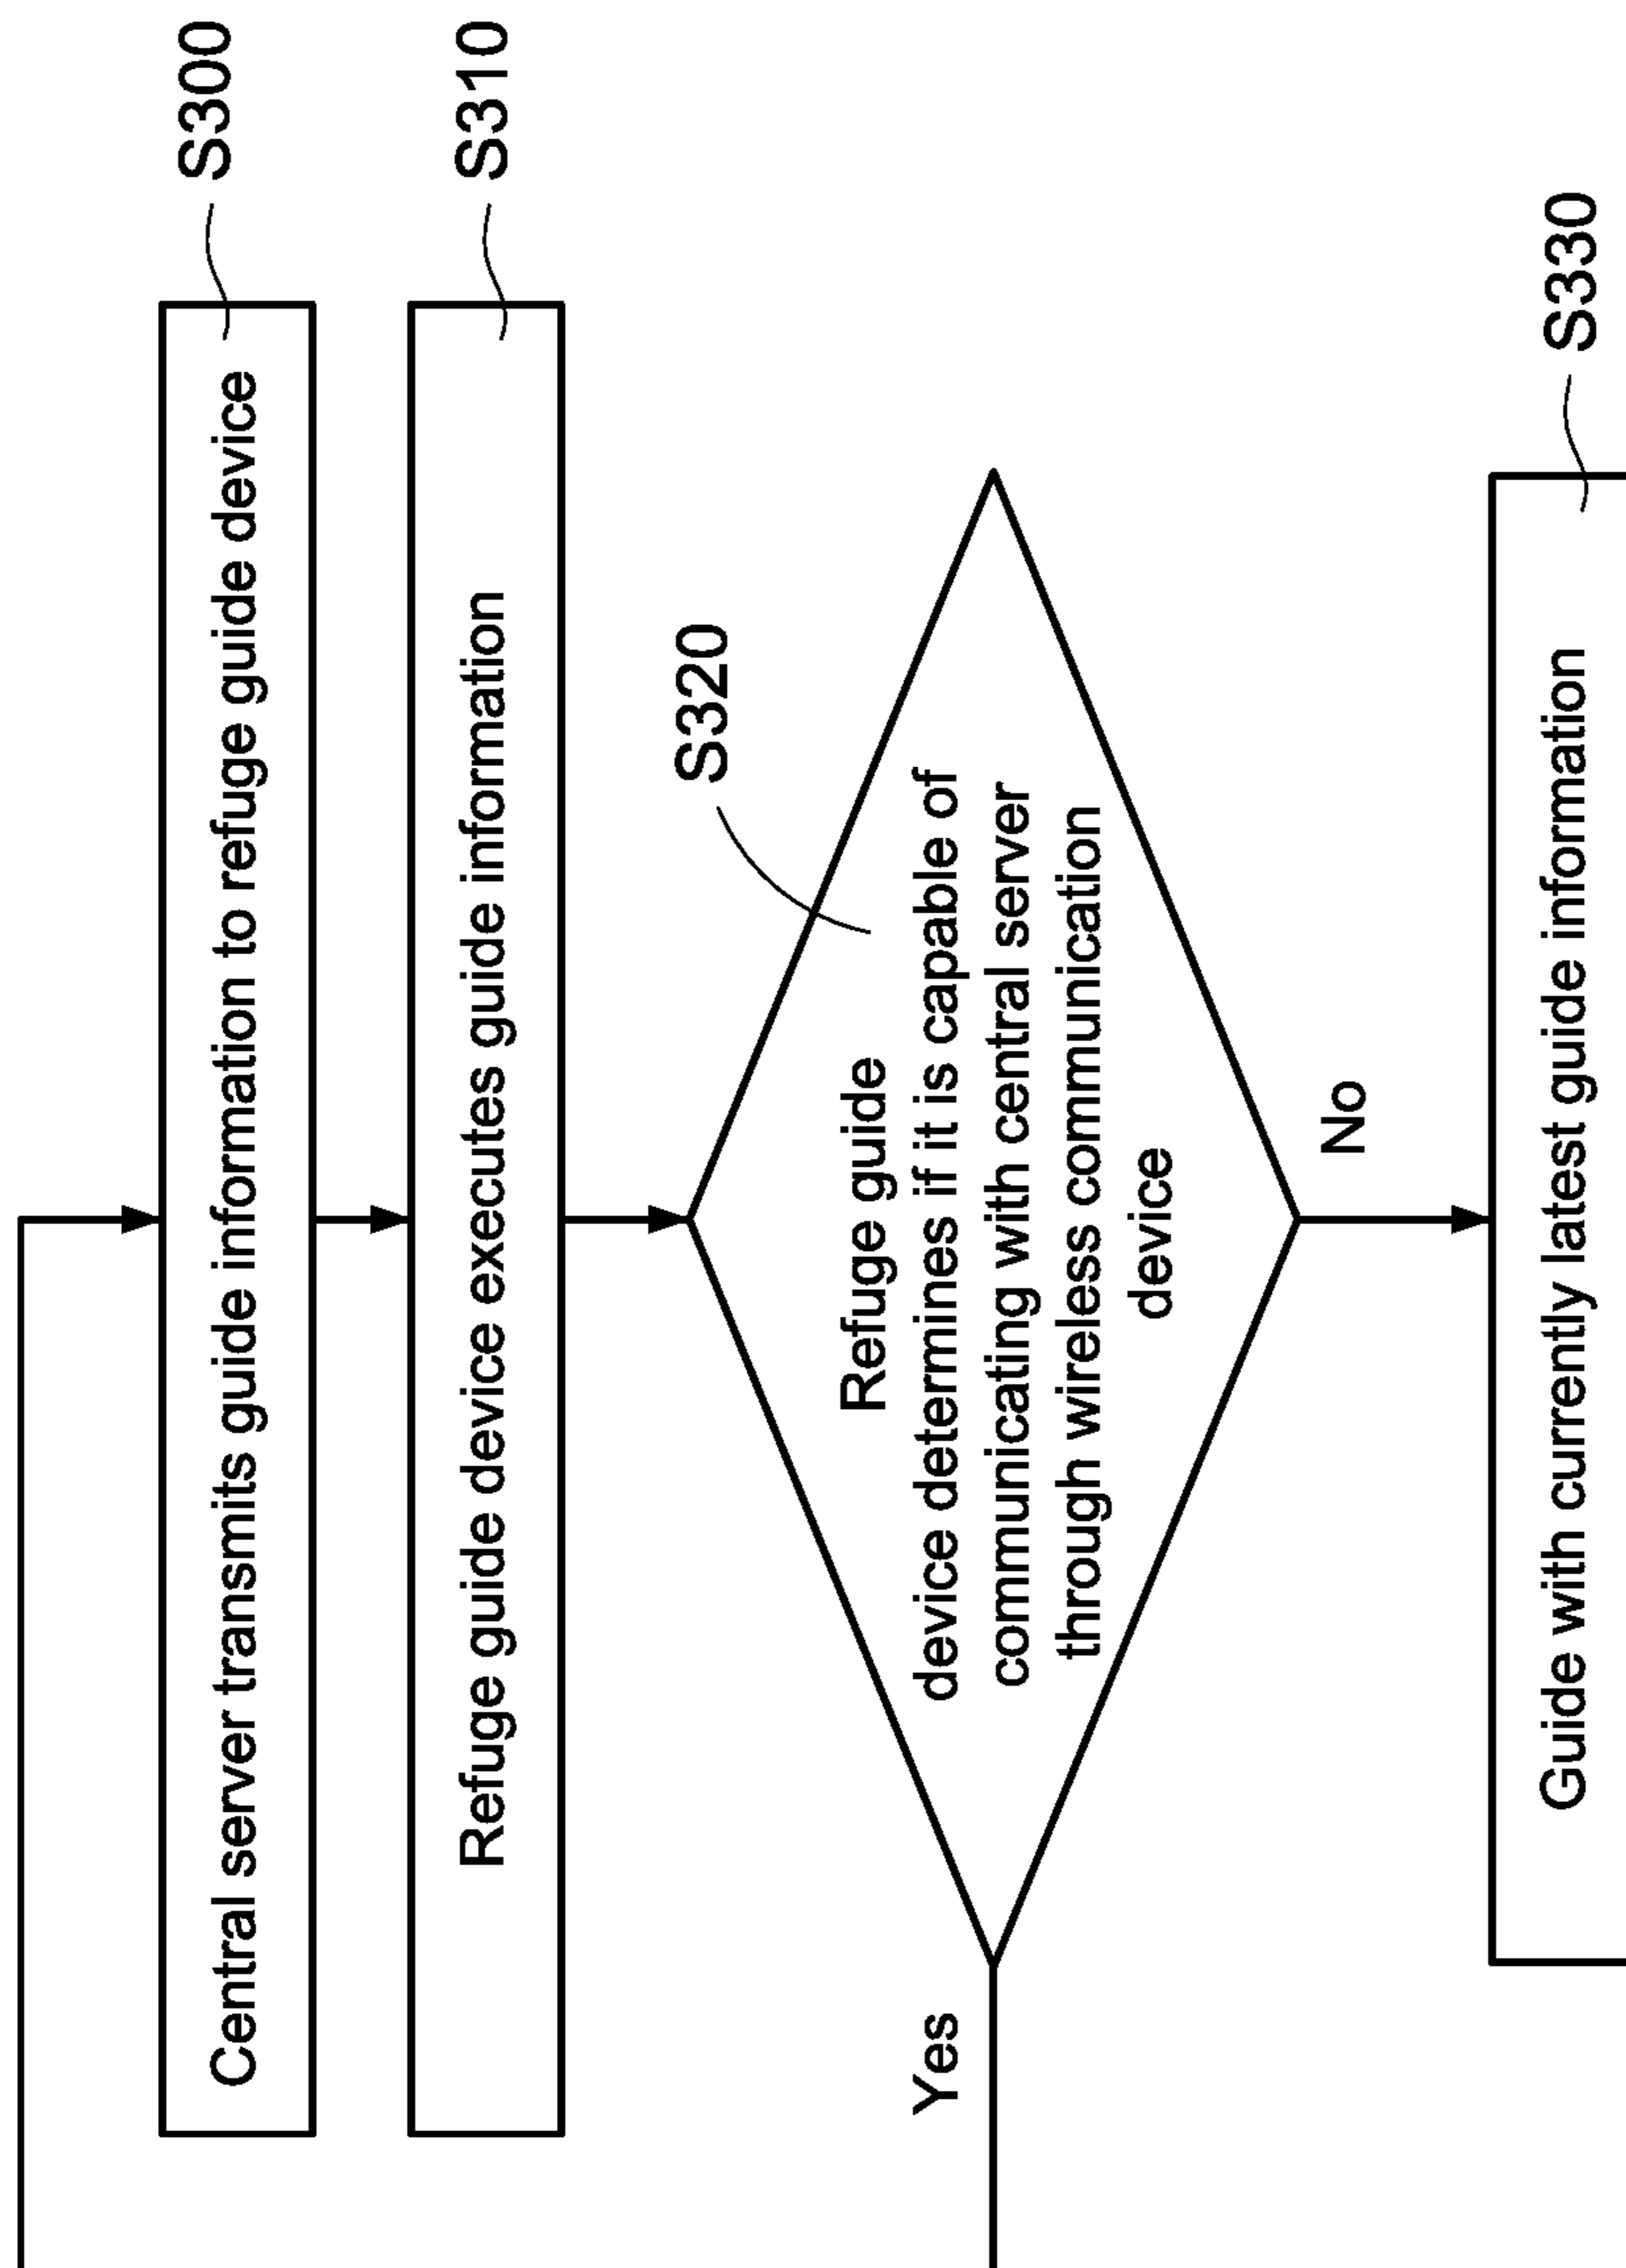 Central server transmits guide information to refuge guide device
S300
Refuge guide device executes guide information
S310
S320
Refuge guide
device determines if it is capable of
communicating with central server
through wireless communication
device
Yes
No
Guide with currently latest guide information
S330